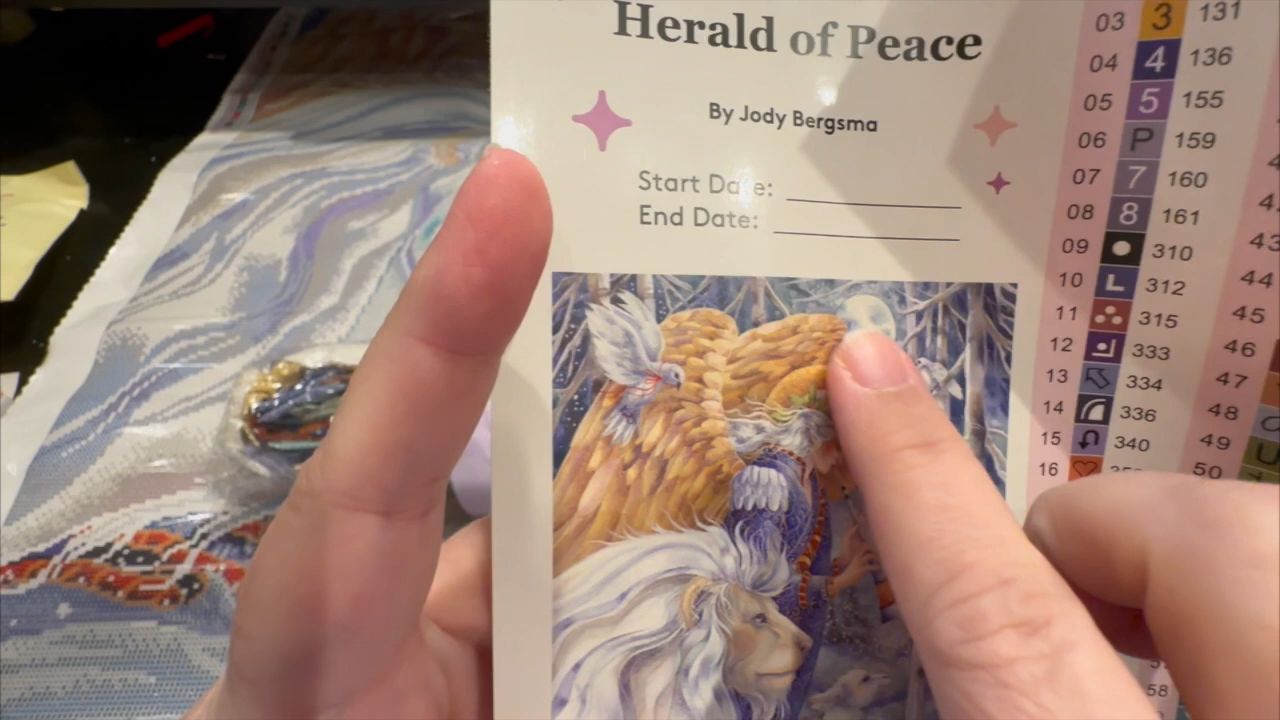 Herald of Peace
By Jody Bergsma
Start Date:
End Date:
03 3 131
04 4 136
05 5 155
06 P 159
07 7 160
08 8 161
09 310
10 L 312
11 315
12 333
13 334
14 336
15 340
16
44
45
46
47
48
49 U
50
58